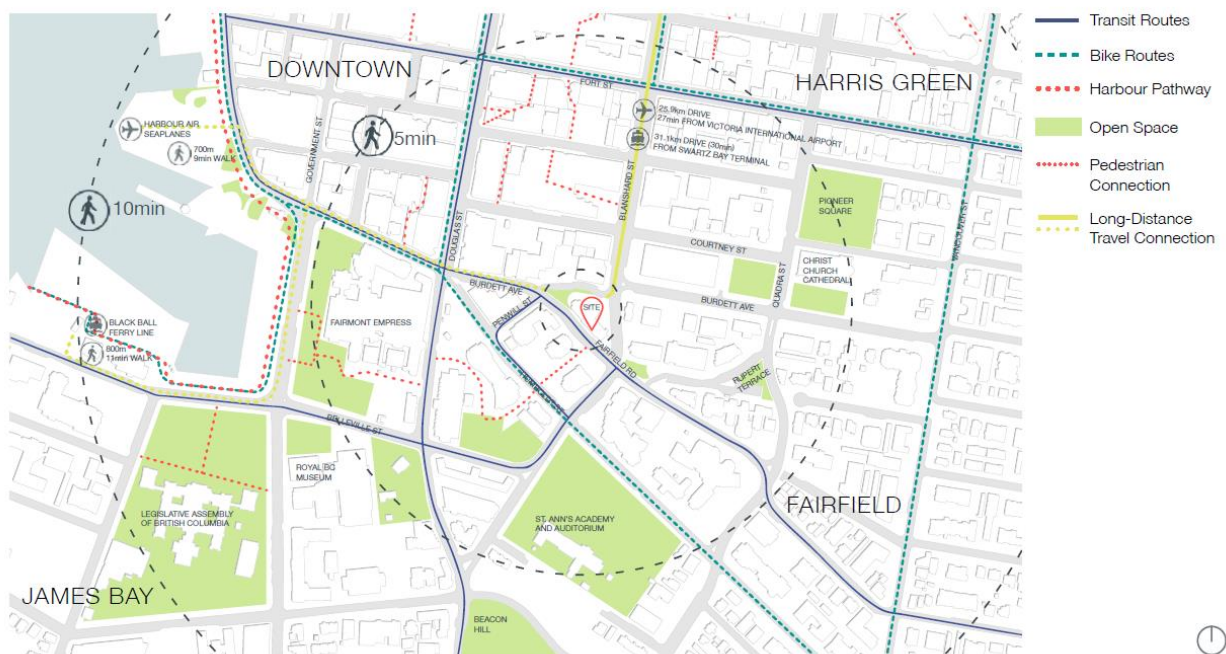 DOWNTOWN
HARRIS GREEN
FORT ST
25.9km DRIVE
27min FROM VICTORIA INTERNATIONAL AIRPORT
31.1km DRIVE (30min)
FROM SWARTZ BAY TERMINAL
HARBOUR AIR
SEAPLANES
700m
9min WALK
GOVERNMENT ST
5min
10min
DOUGLAS ST
BLANSHARD ST
PIONEER
SQUARE
VANCOUVER ST
COURTNEY ST
CHRIST
CHURCH
CATHEDRAL
QUADRA ST
BURDETT AVE
BURDETT AVE
SITE
PENWILL ST
FAIRMONT EMPRESS
FAIRFIELD RD
BLACK BALL
FERRY LINE
800m
11min WALK
RUPERT
TERRACE
BELLEVILLE ST
ROYAL BC
MUSEUM
LEGISLATIVE ASSEMBLY
OF BRITISH COLUMBIA
ST. ANN'S ACADEMY
AND AUDITORIUM
FAIRFIELD
JAMES BAY
BEACON
HILL
Transit Routes
Bike Routes
Harbour Pathway
Open Space
Pedestrian
Connection
Long-Distance
Travel Connection